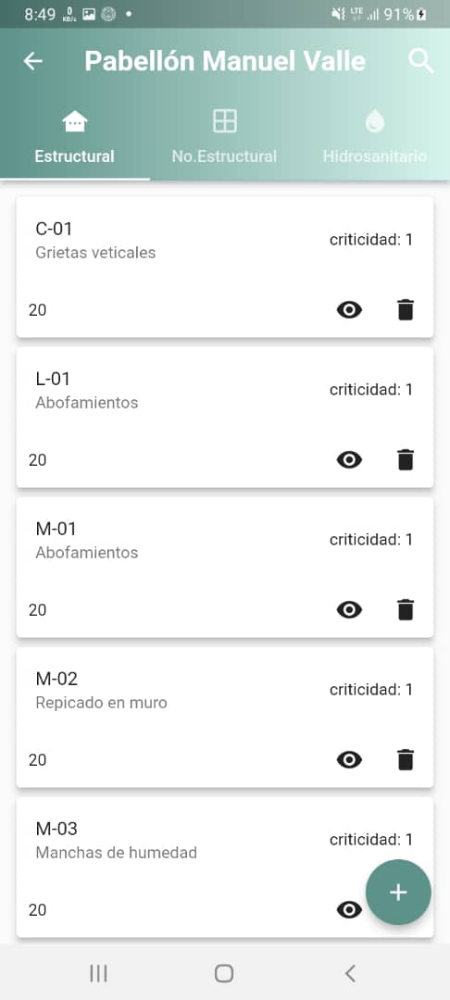 8:49 0 KB/s LTE 91%
Pabellón Manuel Valle
Estructural No.Estructural Hidrosanitario
C-01
Grietas veticales
criticidad: 1
20
L-01
Abofamientos
criticidad: 1
20
M-01
Abofamientos
criticidad: 1
20
M-02
Repicado en muro
criticidad: 1
20
M-03
Manchas de humedad
criticidad: 1
20
+